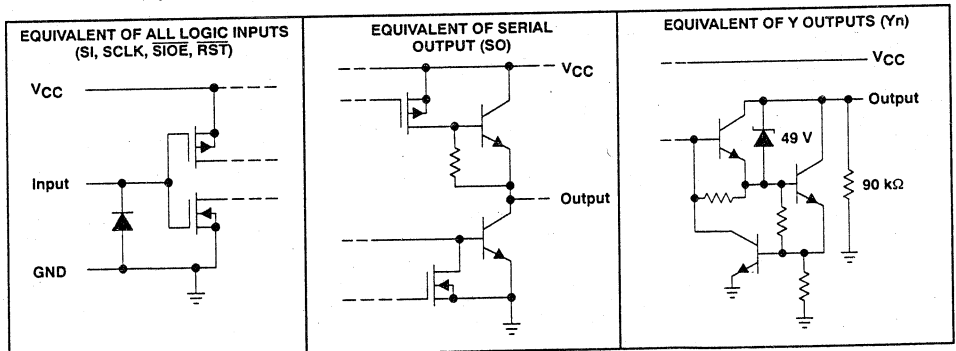 EQUIVALENT OF ALL LOGIC INPUTS
(SI, SCLK, SIOE, RST)
VCC
Input
GND
EQUIVALENT OF SERIAL
OUTPUT (SO)
VCC
Output
EQUIVALENT OF Y OUTPUTS (Yn)
VCC
Output
49 V
90 kΩ